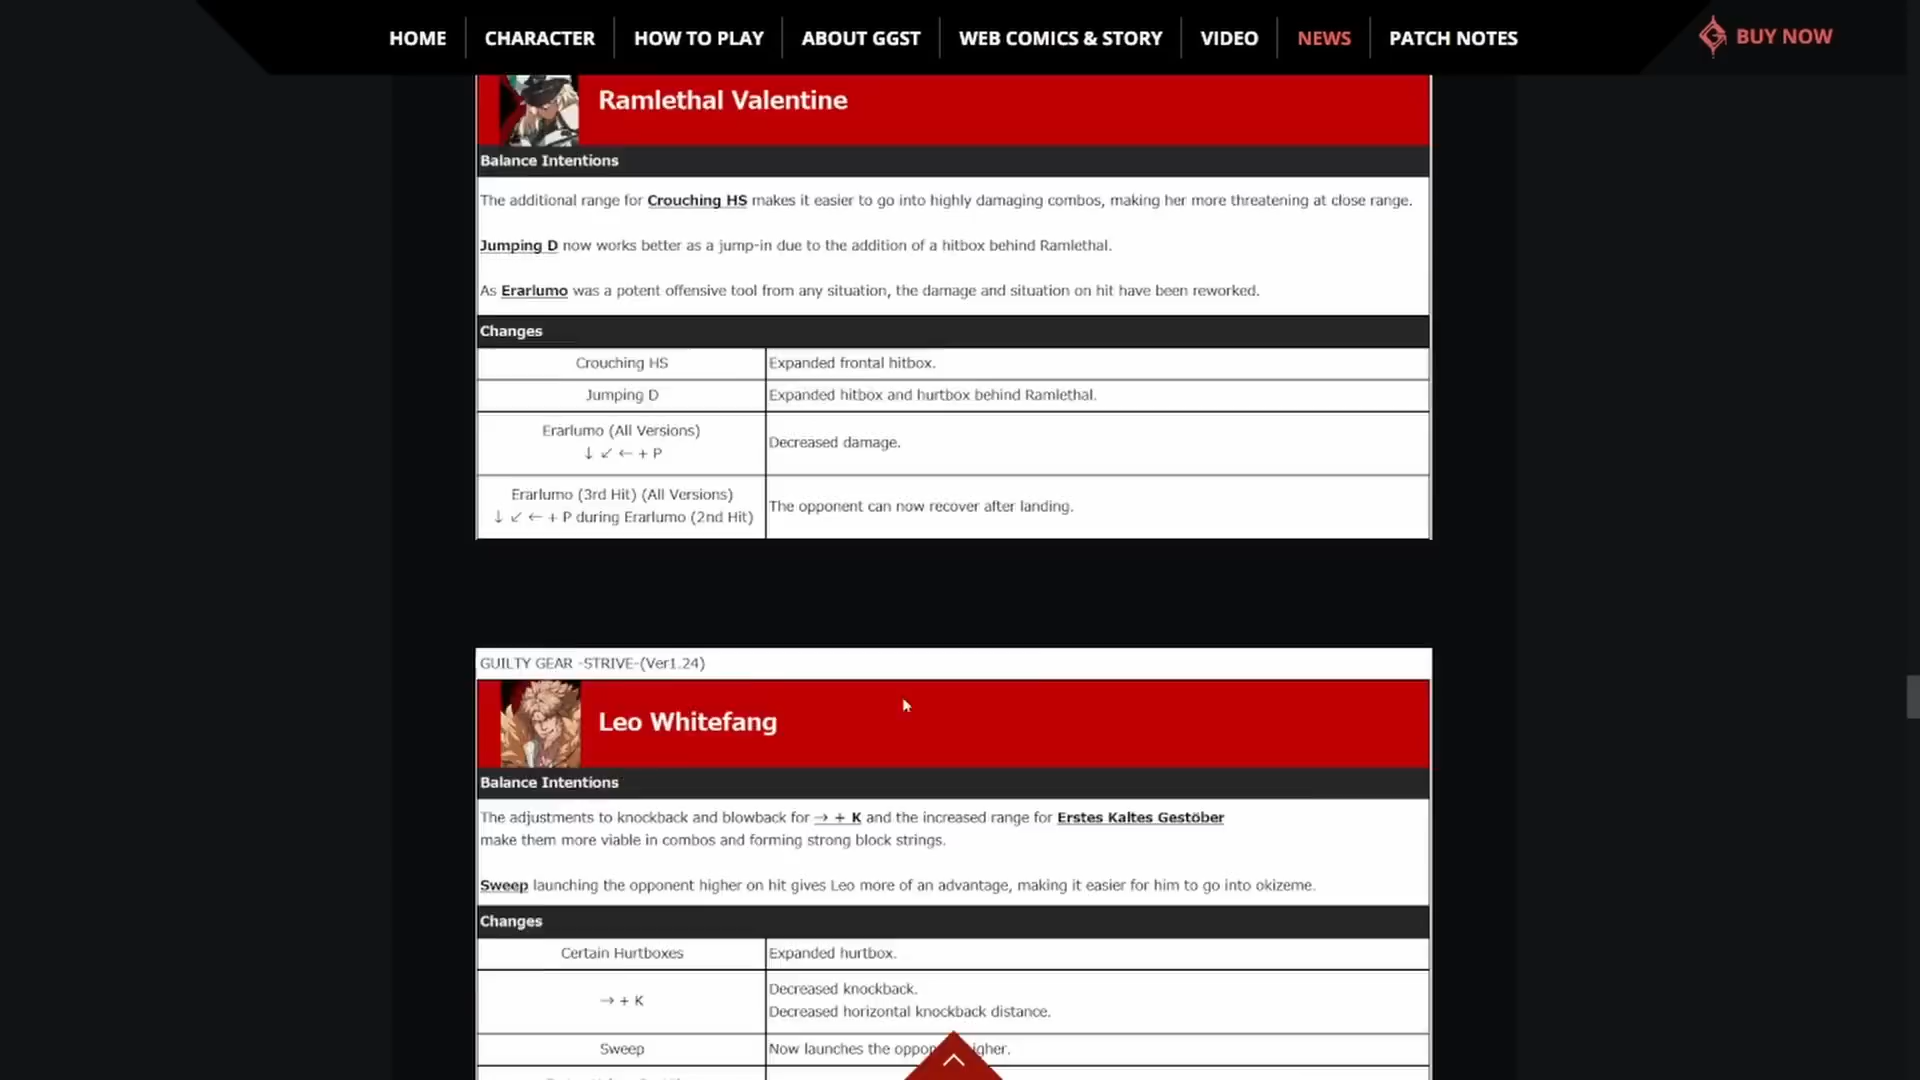 HOME CHARACTER HOW TO PLAY ABOUT GGST WEB COMICS & STORY VIDEO NEWS PATCH NOTES BUY NOW
Ramlethal Valentine
Balance Intentions
The additional range for Crouching HS makes it easier to go into highly damaging combos, making her more threatening at close range.
Jumping D now works better as a jump-in due to the addition of a hitbox behind Ramlethal.
As Erarlumo was a potent offensive tool from any situation, the damage and situation on hit have been reworked.
Changes
Crouching HS Expanded frontal hitbox.
Jumping D Expanded hitbox and hurtbox behind Ramlethal.
Erarlumo (All Versions)
↓ ↙ ← + P
Decreased damage.
Erarlumo (3rd Hit) (All Versions)
↓ ↙ ← + P during Erarlumo (2nd Hit)
The opponent can now recover after landing.
GUILTY GEAR -STRIVE-(Ver1.24)
Leo Whitefang
Balance Intentions
The adjustments to knockback and blowback for → + K and the increased range for Erstes Kaltes Gestöber
make them more viable in combos and forming strong block strings.
Sweep launching the opponent higher on hit gives Leo more of an advantage, making it easier for him to go into okizeme.
Changes
Certain Hurtboxes Expanded hurtbox.
→ + K
Decreased knockback.
Decreased horizontal knockback distance.
Sweep Now launches the